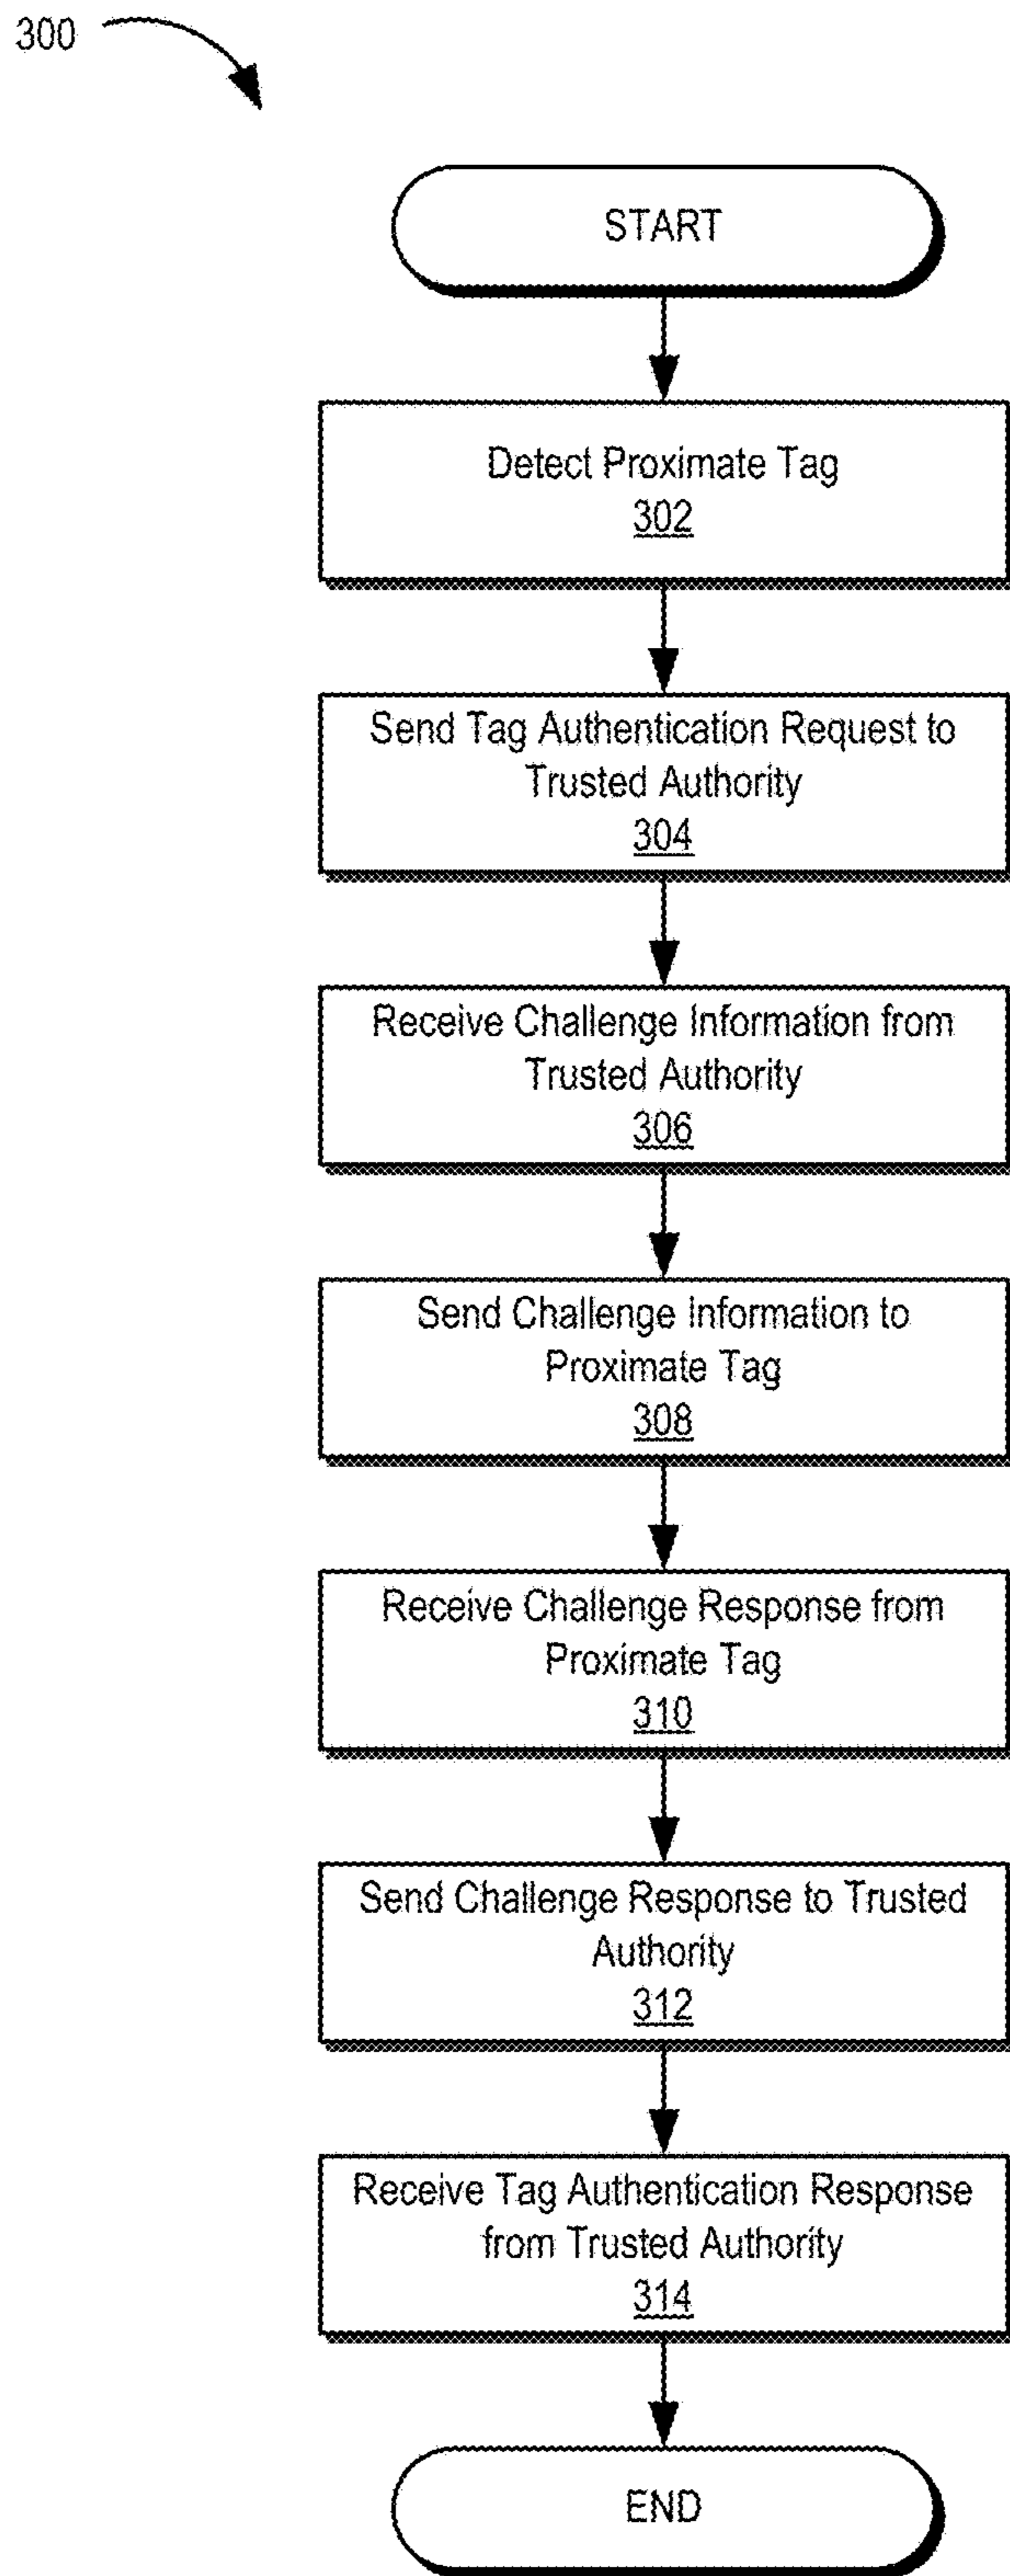 300
START
Detect Proximate Tag
302
Send Tag Authentication Request to
Trusted Authority
304
Receive Challenge Information from
Trusted Authority
306
Send Challenge Information to
Proximate Tag
308
Receive Challenge Response from
Proximate Tag
310
Send Challenge Response to Trusted
Authority
312
Receive Tag Authentication Response
from Trusted Authority
314
END